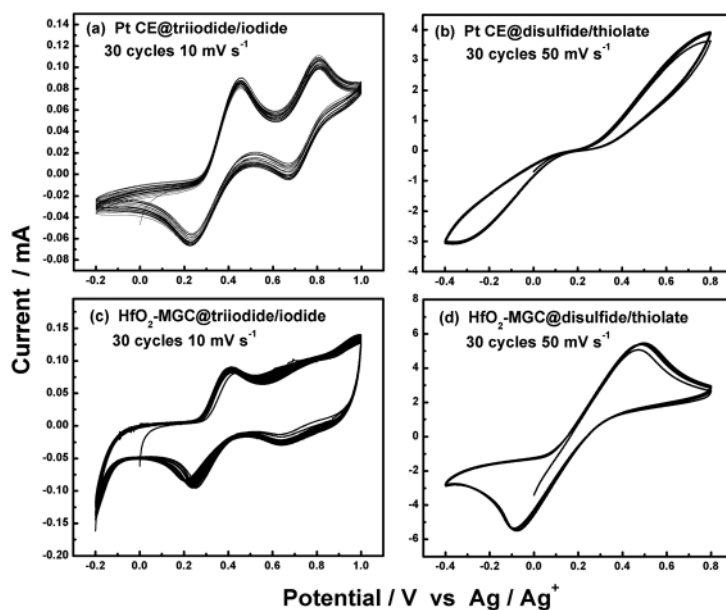 (a) Pt CE@triiodide/iodide
30 cycles 10 mV s⁻¹
0.14
0.12
0.10
0.08
0.06
0.04
0.02
0.00
-0.02
-0.04
-0.06
-0.08
-0.2 0.0 0.2 0.4 0.6 0.8 1.0
(b) Pt CE@disulfide/thiolate
30 cycles 50 mV s⁻¹
4
3
2
1
0
-1
-2
-3
-4
-0.4 -0.2 0.0 0.2 0.4 0.6 0.8
(c) HfO₂-MGC@triiodide/iodide
30 cycles 10 mV s⁻¹
0.15
0.10
0.05
0.00
-0.05
-0.10
-0.15
-0.20
-0.2 0.0 0.2 0.4 0.6 0.8 1.0
(d) HfO₂-MGC@disulfide/thiolate
30 cycles 50 mV s⁻¹
6
4
2
0
-2
-4
-6
-0.4 -0.2 0.0 0.2 0.4 0.6 0.8
Current / mA
Potential / V vs Ag / Ag⁺